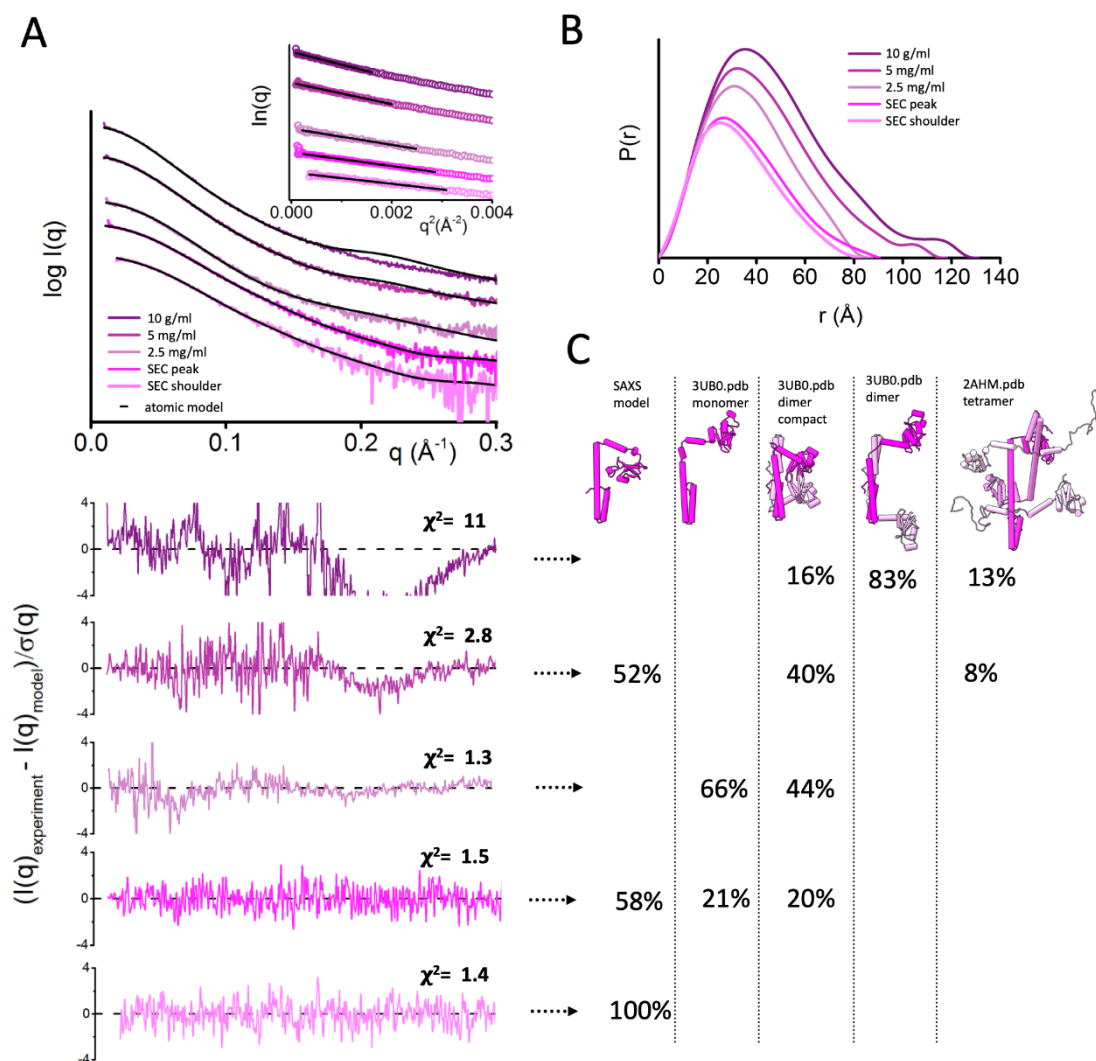 A
ln(q)
0.000
0.002
0.004
q²(Å⁻²)
log I(q)
10 g/ml
5 mg/ml
2.5 mg/ml
SEC peak
SEC shoulder
atomic model
0.0
0.1
0.2
0.3
q (Å⁻¹)
B
P(r)
10 g/ml
5 mg/ml
2.5 mg/ml
SEC peak
SEC shoulder
0 20 40 60 80 100 120 140
r (Å)
C
SAXS
model
3UB0.pdb
monomer
3UB0.pdb
dimer
compact
3UB0.pdb
dimer
2AHM.pdb
tetramer
(I(q)experiment - I(q)model)/σ(q)
4
0
-4
χ²= 11
16%
83%
13%
4
0
-4
χ²= 2.8
52%
40%
8%
4
0
-4
χ²= 1.3
66%
44%
4
0
-4
χ²= 1.5
58%
21%
20%
4
0
-4
χ²= 1.4
100%